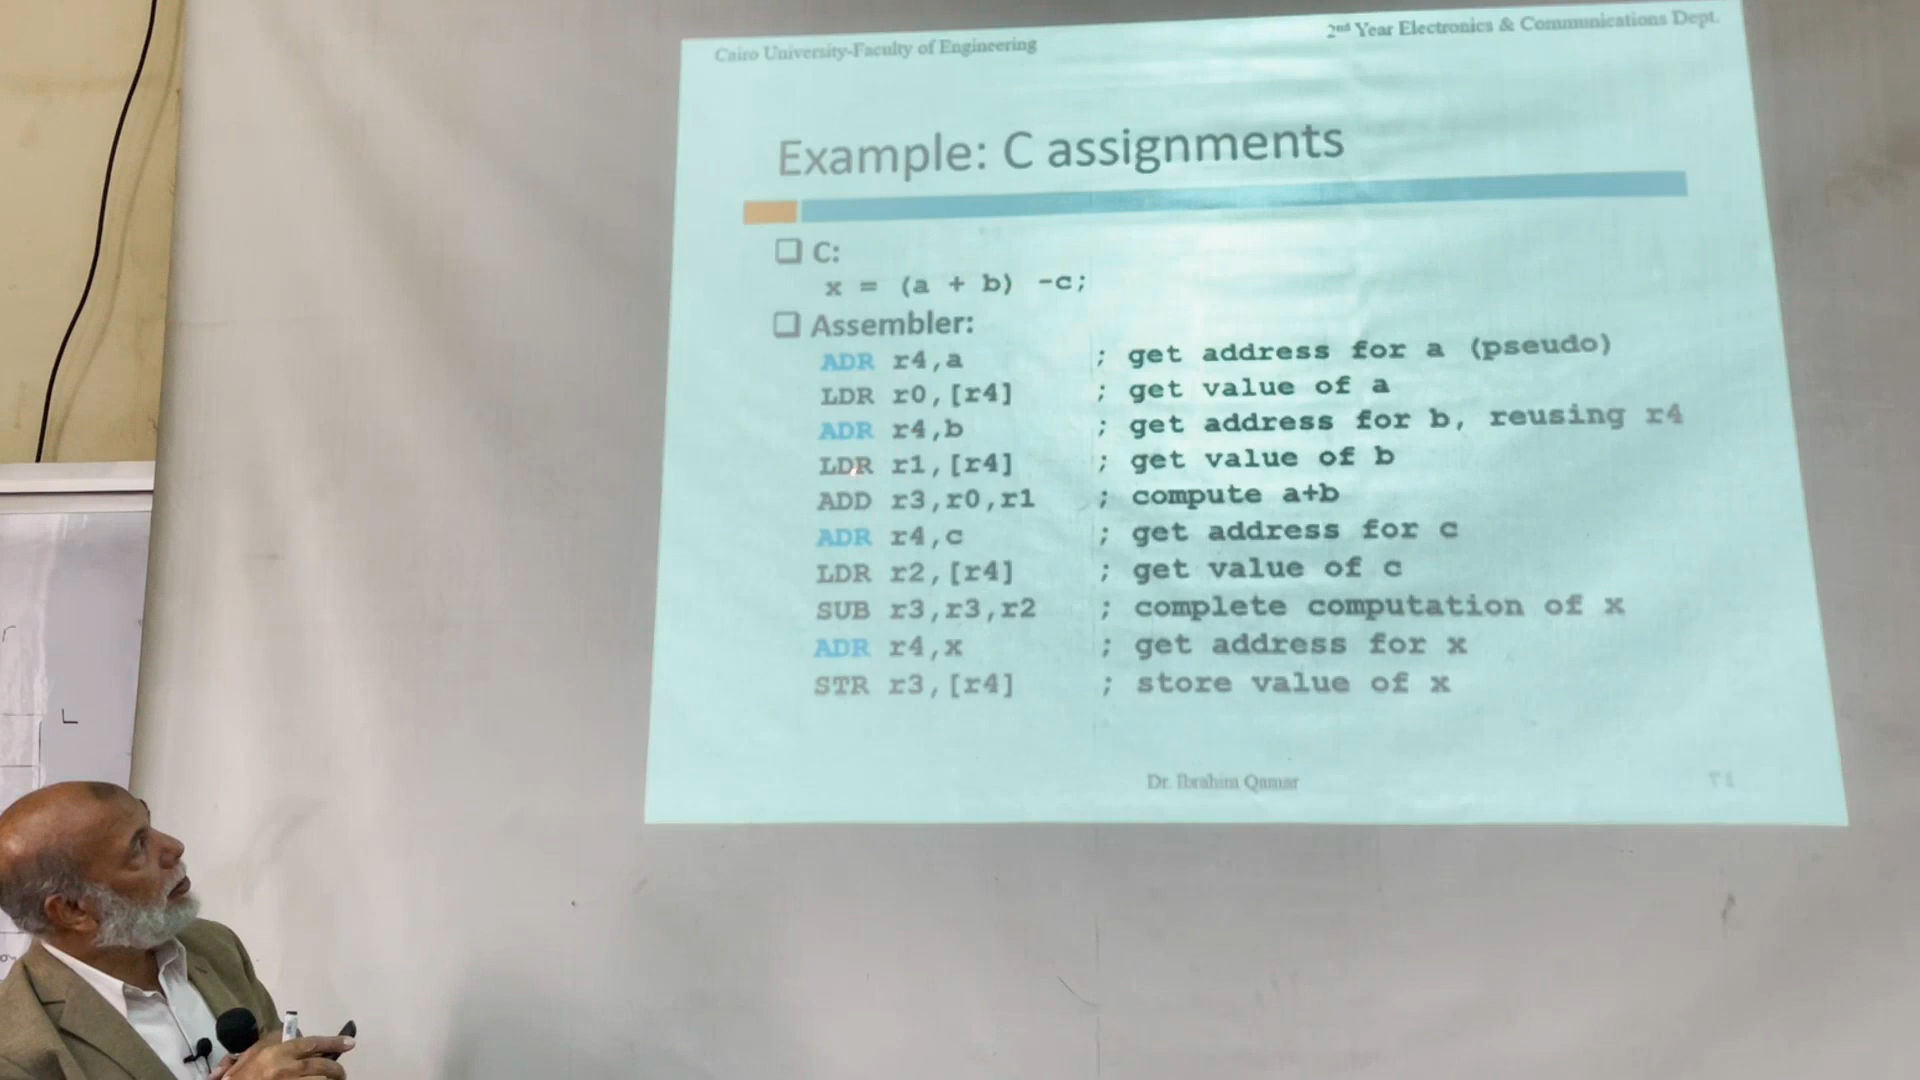 Cairo University-Faculty of Engineering
2nd Year Electronics & Communications Dept.
Example: C assignments
C:
x = (a + b) -c;
Assembler:
ADR r4,a ; get address for a (pseudo)
LDR r0,[r4] ; get value of a
ADR r4,b ; get address for b, reusing r4
LDR r1,[r4] ; get value of b
ADD r3,r0,r1 ; compute a+b
ADR r4,c ; get address for c
LDR r2,[r4] ; get value of c
SUB r3,r3,r2 ; complete computation of x
ADR r4,x ; get address for x
STR r3,[r4] ; store value of x
Dr. Ibrahim Qamar